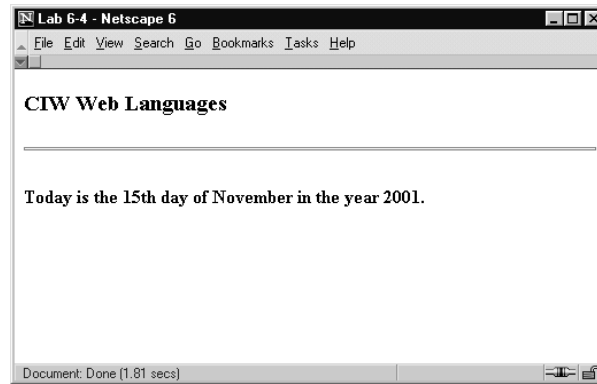 Lab 6-4 - Netscape 6
File Edit View Search Go Bookmarks Tasks Help
CIW Web Languages
Today is the 15th day of November in the year 2001.
Document: Done (1.81 secs)